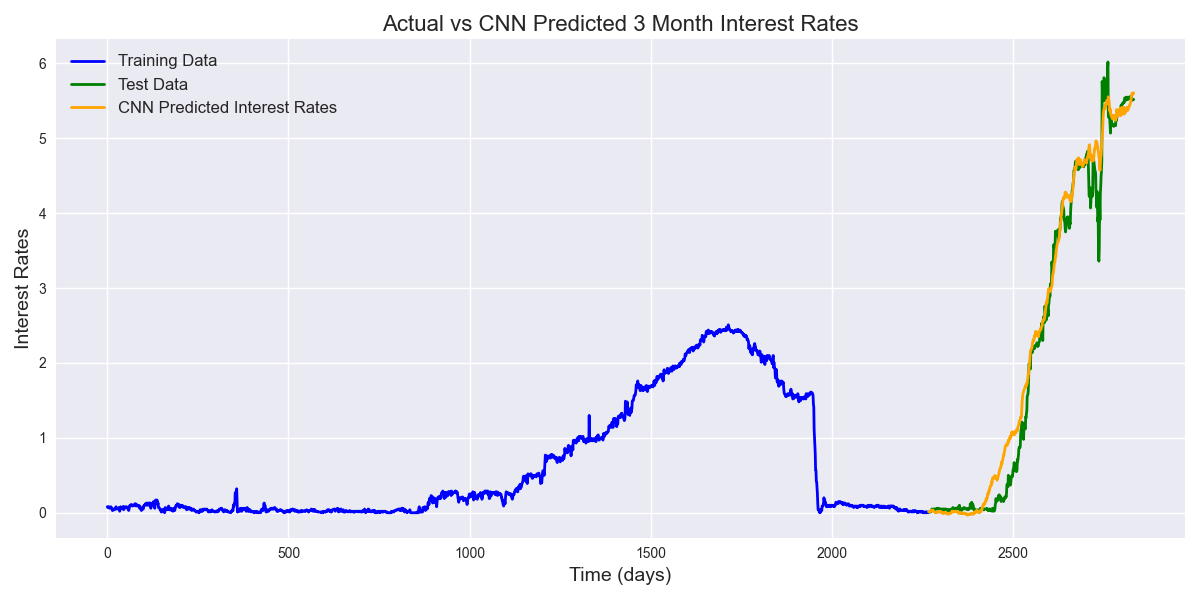 Actual vs CNN Predicted 3 Month Interest Rates
Training Data
Test Data
CNN Predicted Interest Rates
Interest Rates
6
5
4
3
2
1
0
0 500 1000 1500 2000 2500
Time (days)